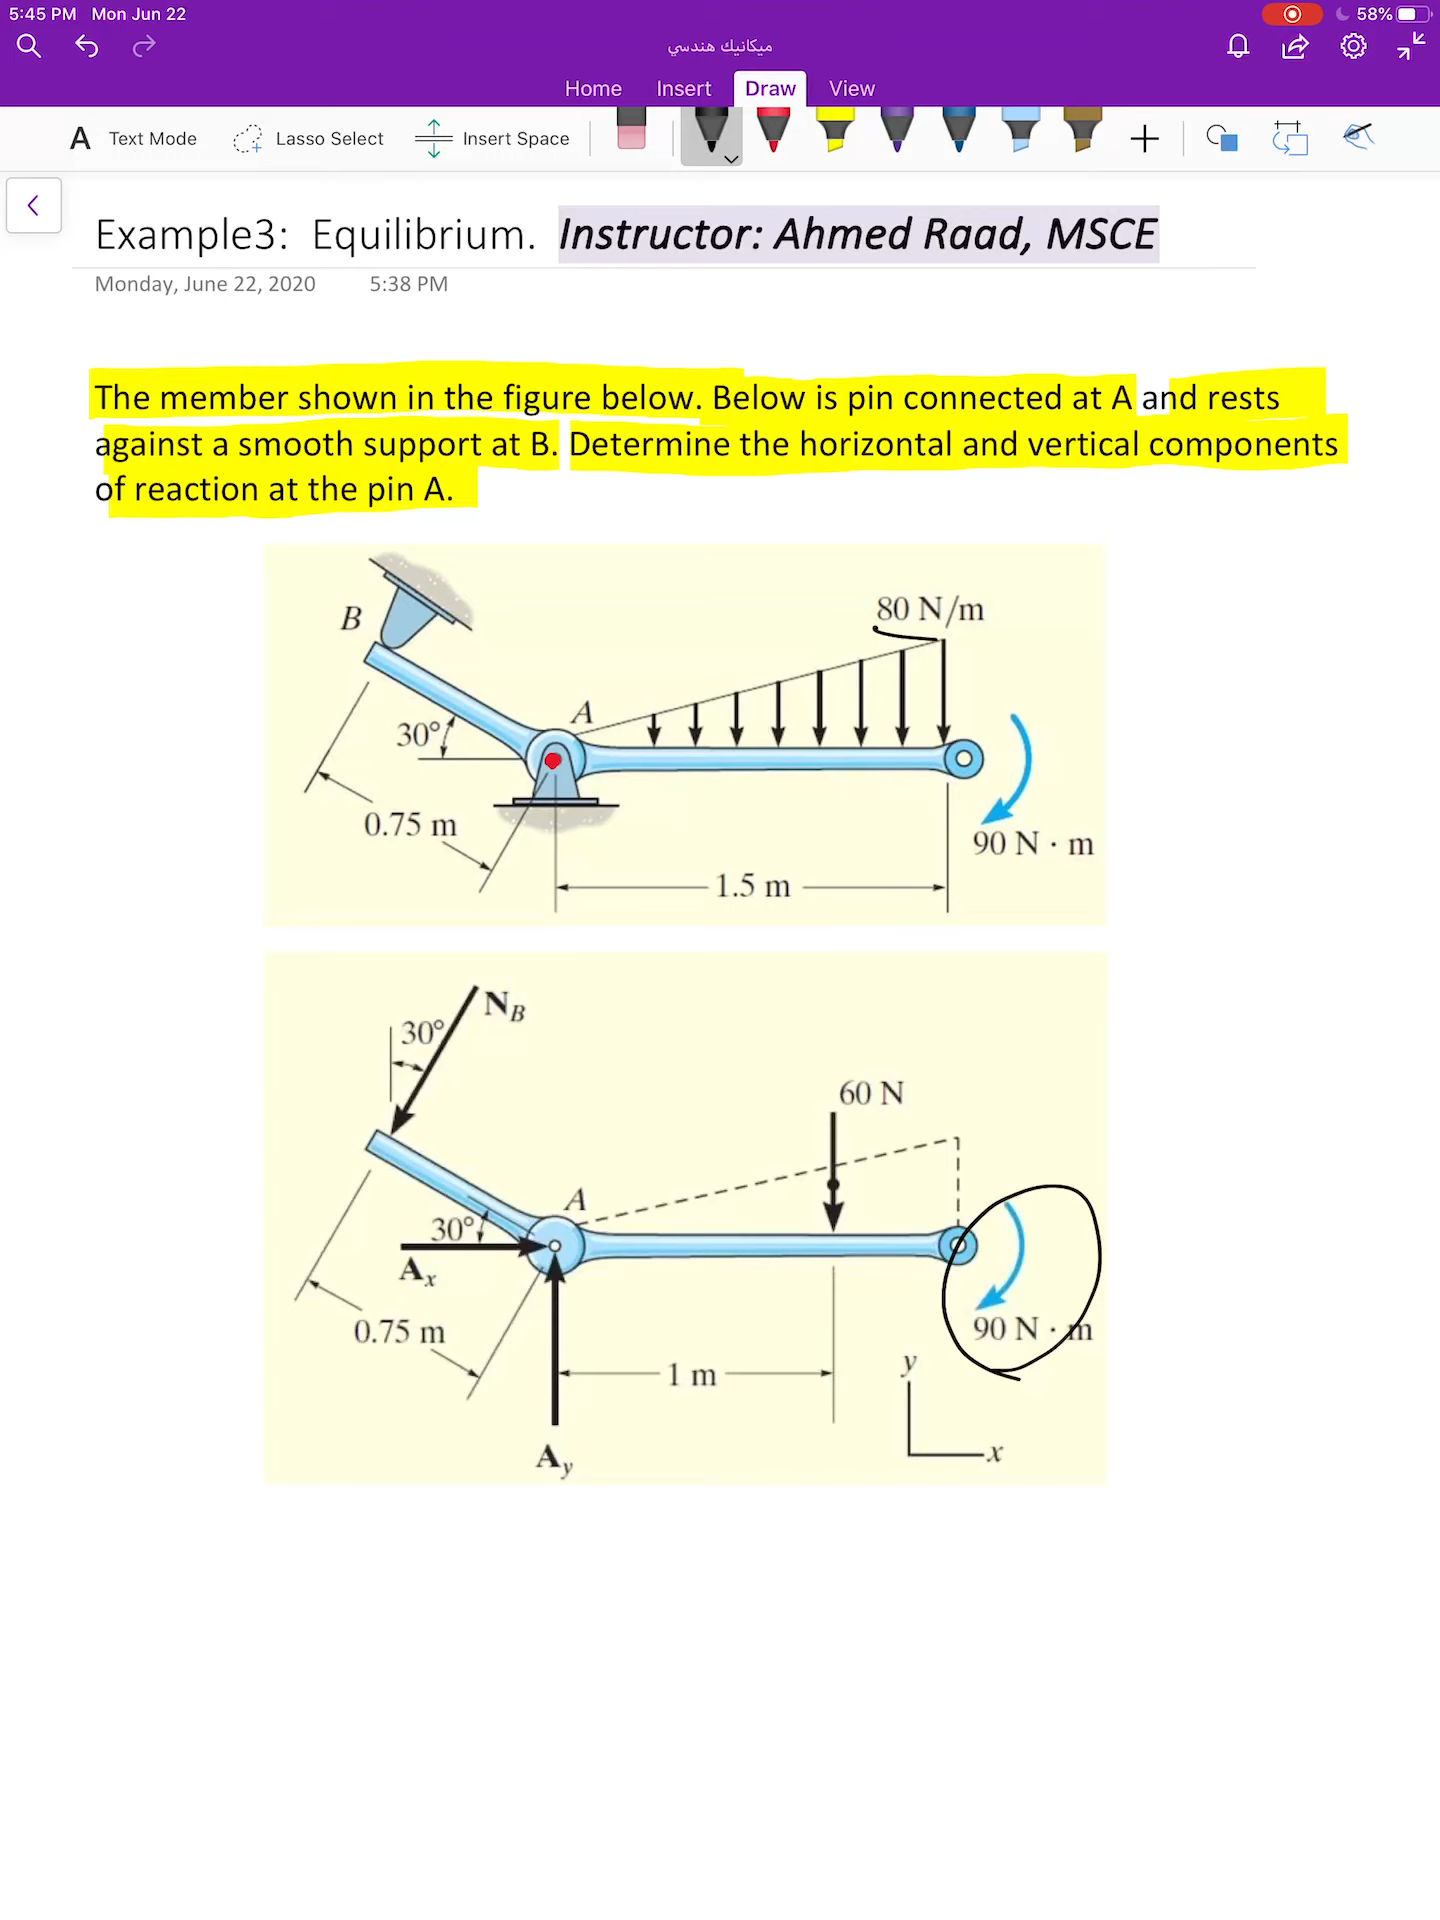 5:45 PM Mon Jun 22
58%
ميكانيك هندسي
Home Insert Draw View
A Text Mode Lasso Select Insert Space
Example3: Equilibrium. Instructor: Ahmed Raad, MSCE
Monday, June 22, 2020 5:38 PM
The member shown in the figure below. Below is pin connected at A and rests
against a smooth support at B. Determine the horizontal and vertical components
of reaction at the pin A.
80 N/m
B
A
30°
0.75 m
90 N · m
1.5 m
N_B
30°
60 N
A
30°
A_x
0.75 m
90 N · m
1 m
y
A_y
x